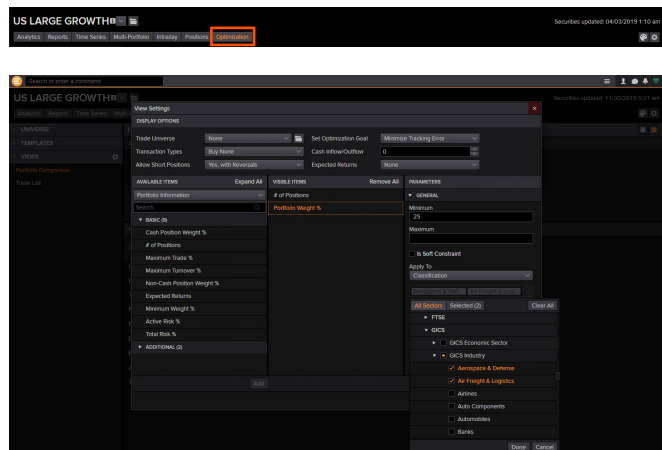 US LARGE GROWTH
Securities updated: 04/03/2019 1:10 am
Analytics Reports Time Series Multi-Portfolio Intraday Positions Optimization
Search or enter a command
US LARGE GROWTH
Securities updated: 11/30/2019 5:21 am
Analytics Reports Time Series Mult
View Settings
UNIVERSE
DISPLAY OPTIONS
TEMPLATES
Trade Universe None Set Optimization Goal Minimize Tracking Error
VIEWS
Transaction Types Buy None Cash Inflow/Outflow 0
Portfolio Comparison
Allow Short Positions Yes, with Reversals Expected Returns None
Trade List
AVAILABLE ITEMS Expand All VISIBLE ITEMS Remove All PARAMETERS
Portfolio Information # of Positions GENERAL
Search Portfolio Weight % Minimum
25
BASIC (9)
Maximum
Cash Position Weight %
# of Positions
Is Soft Constraint
Maximum Trade %
Apply To
Maximum Turnover %
Classification
Non-Cash Position Weight %
Expected Returns
All Sectors Selected (2) Clear All
Minimum Weight %
FTSE
Active Risk %
GICS
Total Risk %
GICS Economic Sector
ADDITIONAL (2)
GICS Industry
Aerospace & Defense
Add
Air Freight & Logistics
Airlines
Auto Components
Automobiles
Banks
Done Cancel